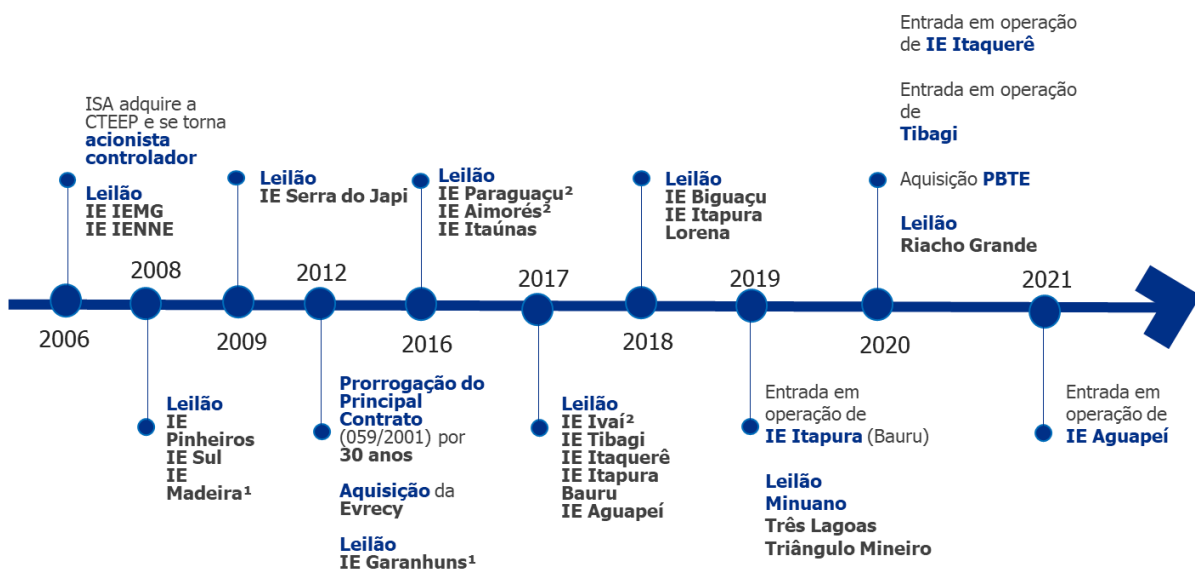 ISA adquire a
CTEEP e se torna
acionista
controlador
Leilão
IE IEMG
IE IENNE
2006
2008
Leilão
IE
Pinheiros
IE Sul
IE
Madeira¹
Leilão
IE Serra do Japi
2009
2012
Prorrogação do
Principal
Contrato
(059/2001) por
30 anos
Aquisição da
Evrecy
Leilão
IE Garanhuns¹
Leilão
IE Paraguaçu²
IE Aimorés²
IE Itaúnas
2016
2017
Leilão
IE Ivaí²
IE Tibagi
IE Itaquerê
IE Itapura
Bauru
IE Aguapeí
Leilão
IE Biguaçu
IE Itapura
Lorena
2018
2019
Entrada em
operação de
IE Itapura (Bauru)
Leilão
Minuano
Três Lagoas
Triângulo Mineiro
Entrada em operação
de IE Itaquerê
Entrada em operação
de
Tibagi
Aquisição PBTE
Leilão
Riacho Grande
2020
2021
Entrada em
operação de
IE Aguapeí